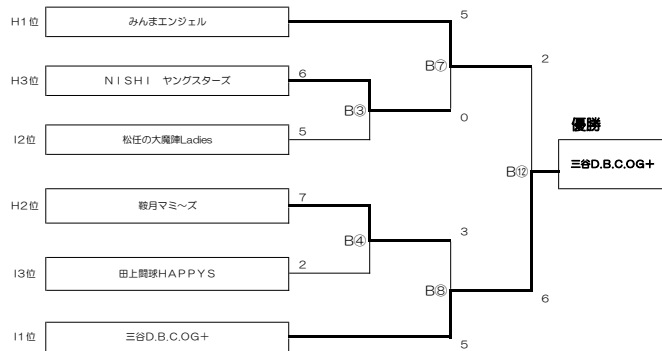 H1位 みんまエンジェル 5
2
H3位 NISHI ヤングスターズ 6
B⑦
B③
0
I2位 松任の大魔陣Ladies 5
優勝
三谷D.B.C.OG+
B⑫
H2位 鞍月マミ~ズ 7
B④
3
I3位 田上闘球HAPPYS 2
B⑧
6
I1位 三谷D.B.C.OG+ 5